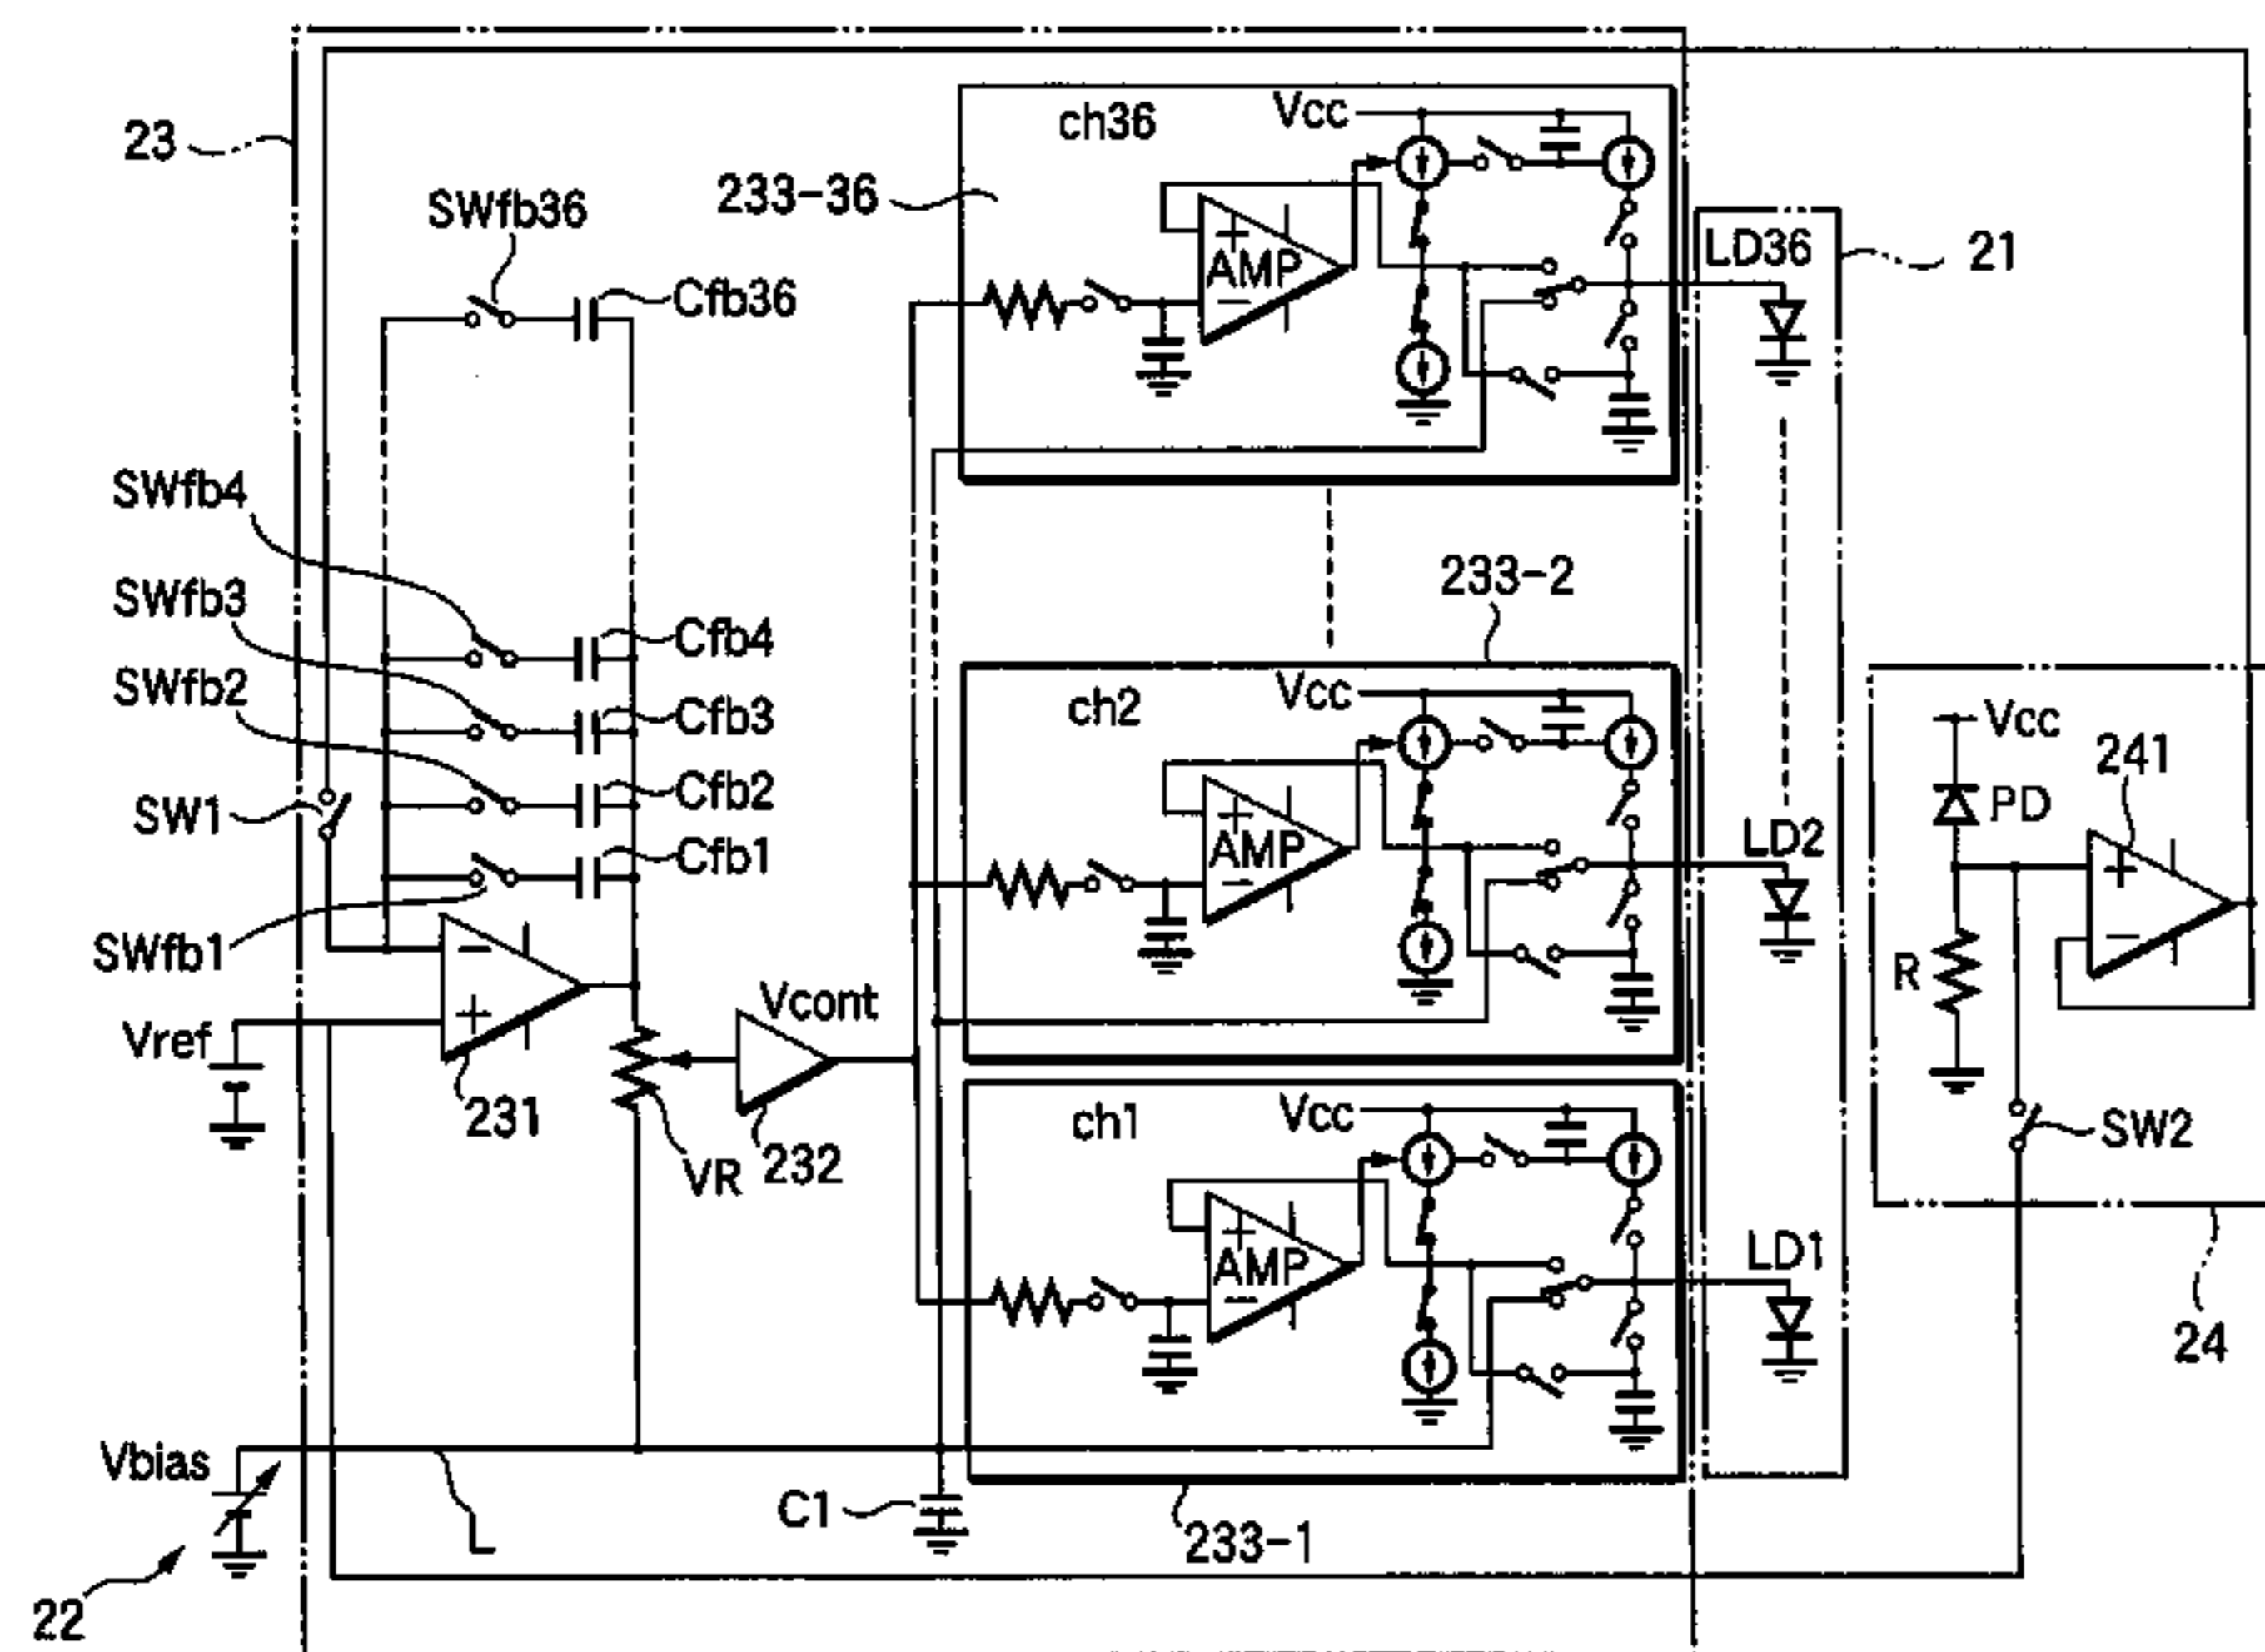 23
SWfb36
Cfb36
SWfb4
SWfb3
SWfb2
SW1
SWfb1
Cfb4
Cfb3
Cfb2
Cfb1
Vref
231
VR
232
Vcont
Vbias
22
C1
ch36
Vcc
233-36
AMP
LD36
21
233-2
ch2
Vcc
AMP
LD2
ch1
Vcc
AMP
LD1
233-1
Vcc
PD
241
R
SW2
24